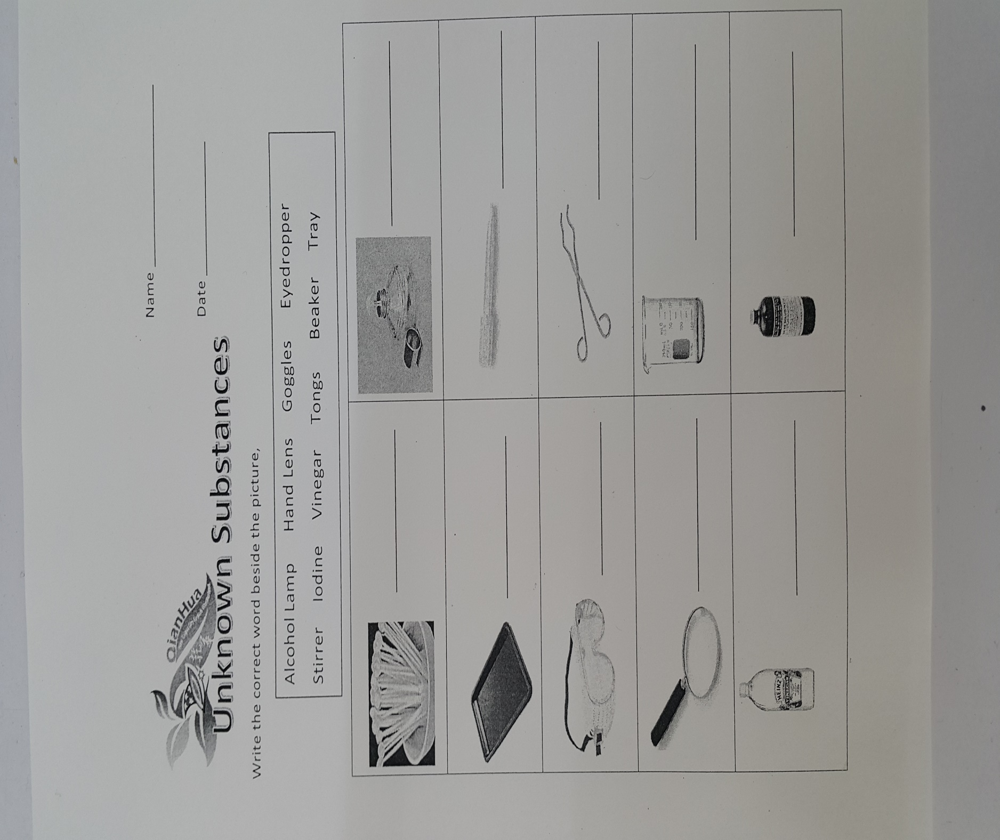 Name
Date
QianHua
Unknown Substances
Write the correct word beside the picture,
Alcohol Lamp Hand Lens Goggles Eyedropper
Stirrer Iodine Vinegar Tongs Beaker Tray
HEINZ